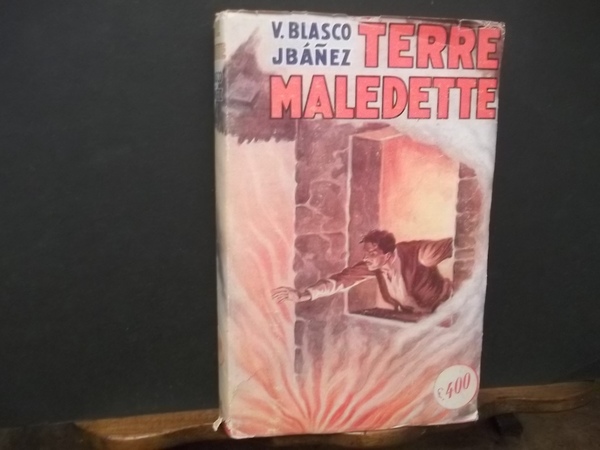 V. BLASCO TERRE
JBÁÑEZ
MALEDETTE
£ 400